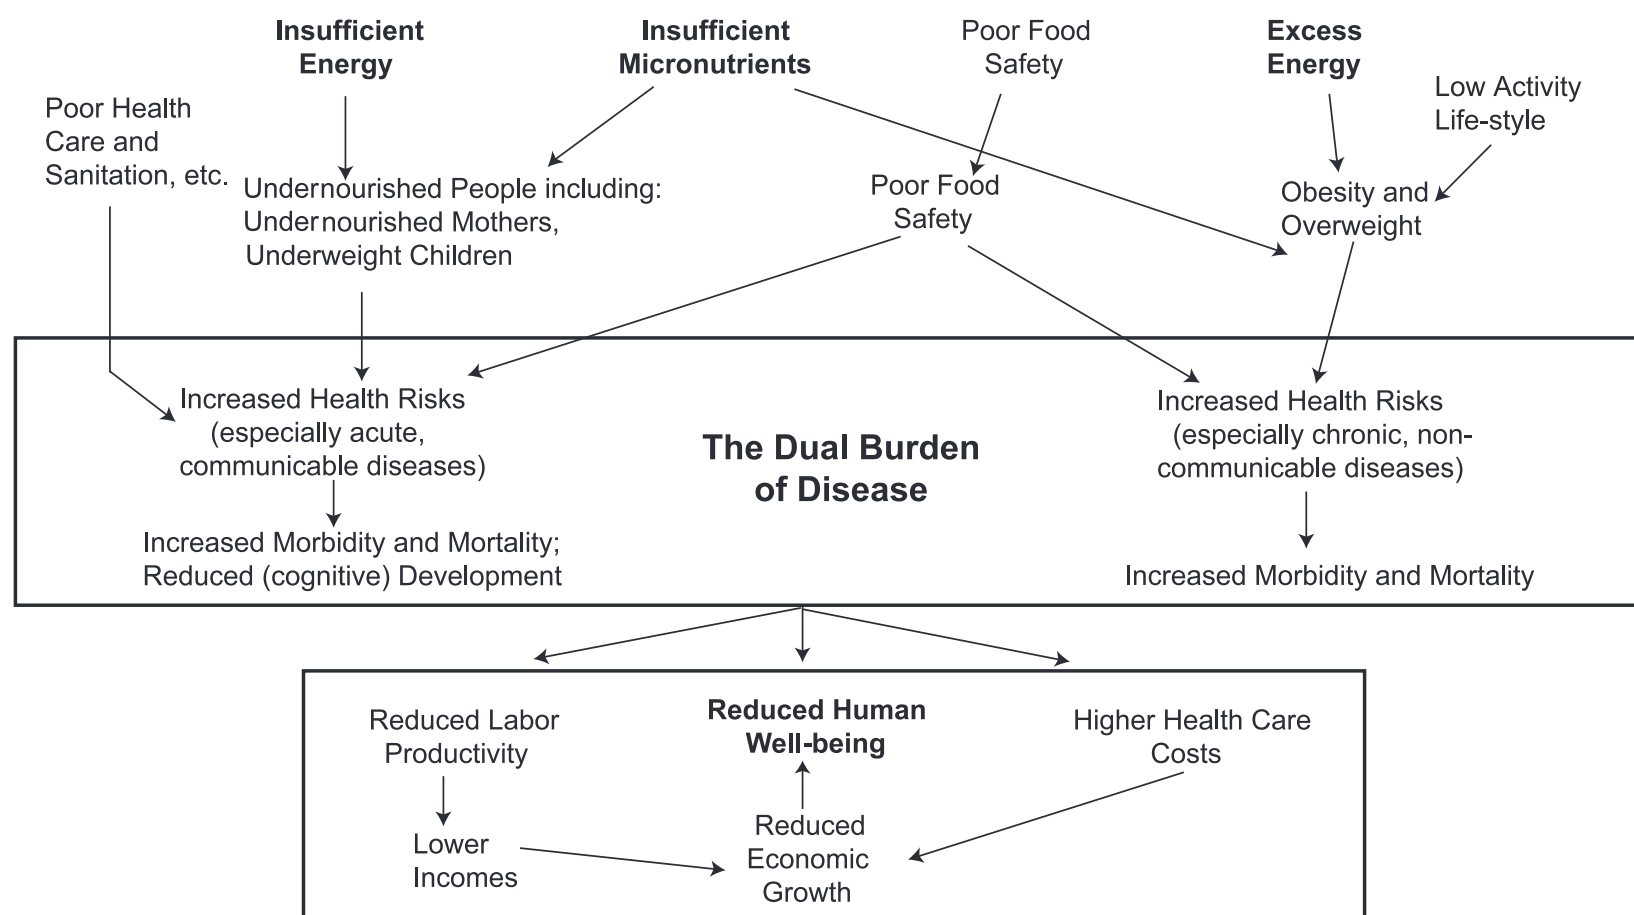 Insufficient
Energy
Insufficient
Micronutrients
Poor Food
Safety
Excess
Energy
Low Activity
Life-style
Poor Health
Care and
Sanitation, etc.
Undernourished People including:
Undernourished Mothers,
Underweight Children
Poor Food
Safety
Obesity and
Overweight
Increased Health Risks
(especially acute,
communicable diseases)
The Dual Burden
of Disease
Increased Health Risks
(especially chronic, non-
communicable diseases)
Increased Morbidity and Mortality;
Reduced (cognitive) Development
Increased Morbidity and Mortality
Reduced Labor
Productivity
Reduced Human
Well-being
Higher Health Care
Costs
Lower
Incomes
Reduced
Economic
Growth